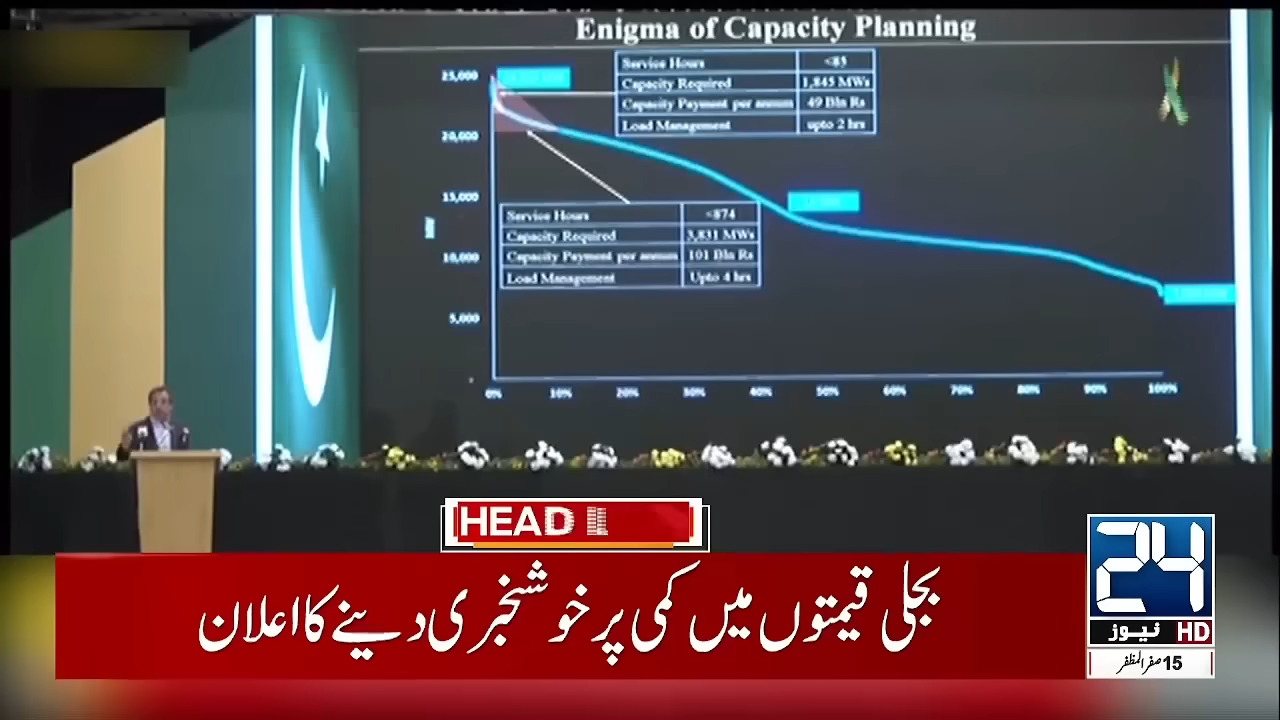 Enigma of Capacity Planning
Service Hours <85
Capacity Required 1,845 MWs
Capacity Payment per annum 49 Bln Rs
Load Management upto 2 hrs
25,000
20,000
15,000
10,000
5,000
MW
Service Hours <874
Capacity Required 3,831 MWs
Capacity Payment per annum 101 Bln Rs
Load Management Upto 4 hrs
0% 10% 20% 30% 40% 50% 60% 70% 80% 90% 100%
HEAD L
بجلی قیمتوں میں کمی پر خوشخبری دینے کا اعلان
24
نیوز HD
15 صفر المظفر